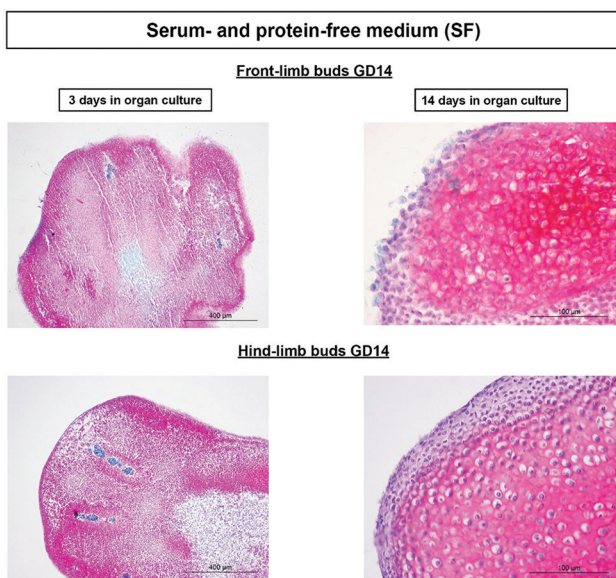 Serum- and protein-free medium (SF)
Front-limb buds GD14
3 days in organ culture
14 days in organ culture
400 µm
100 µm
Hind-limb buds GD14
400 µm
100 µm